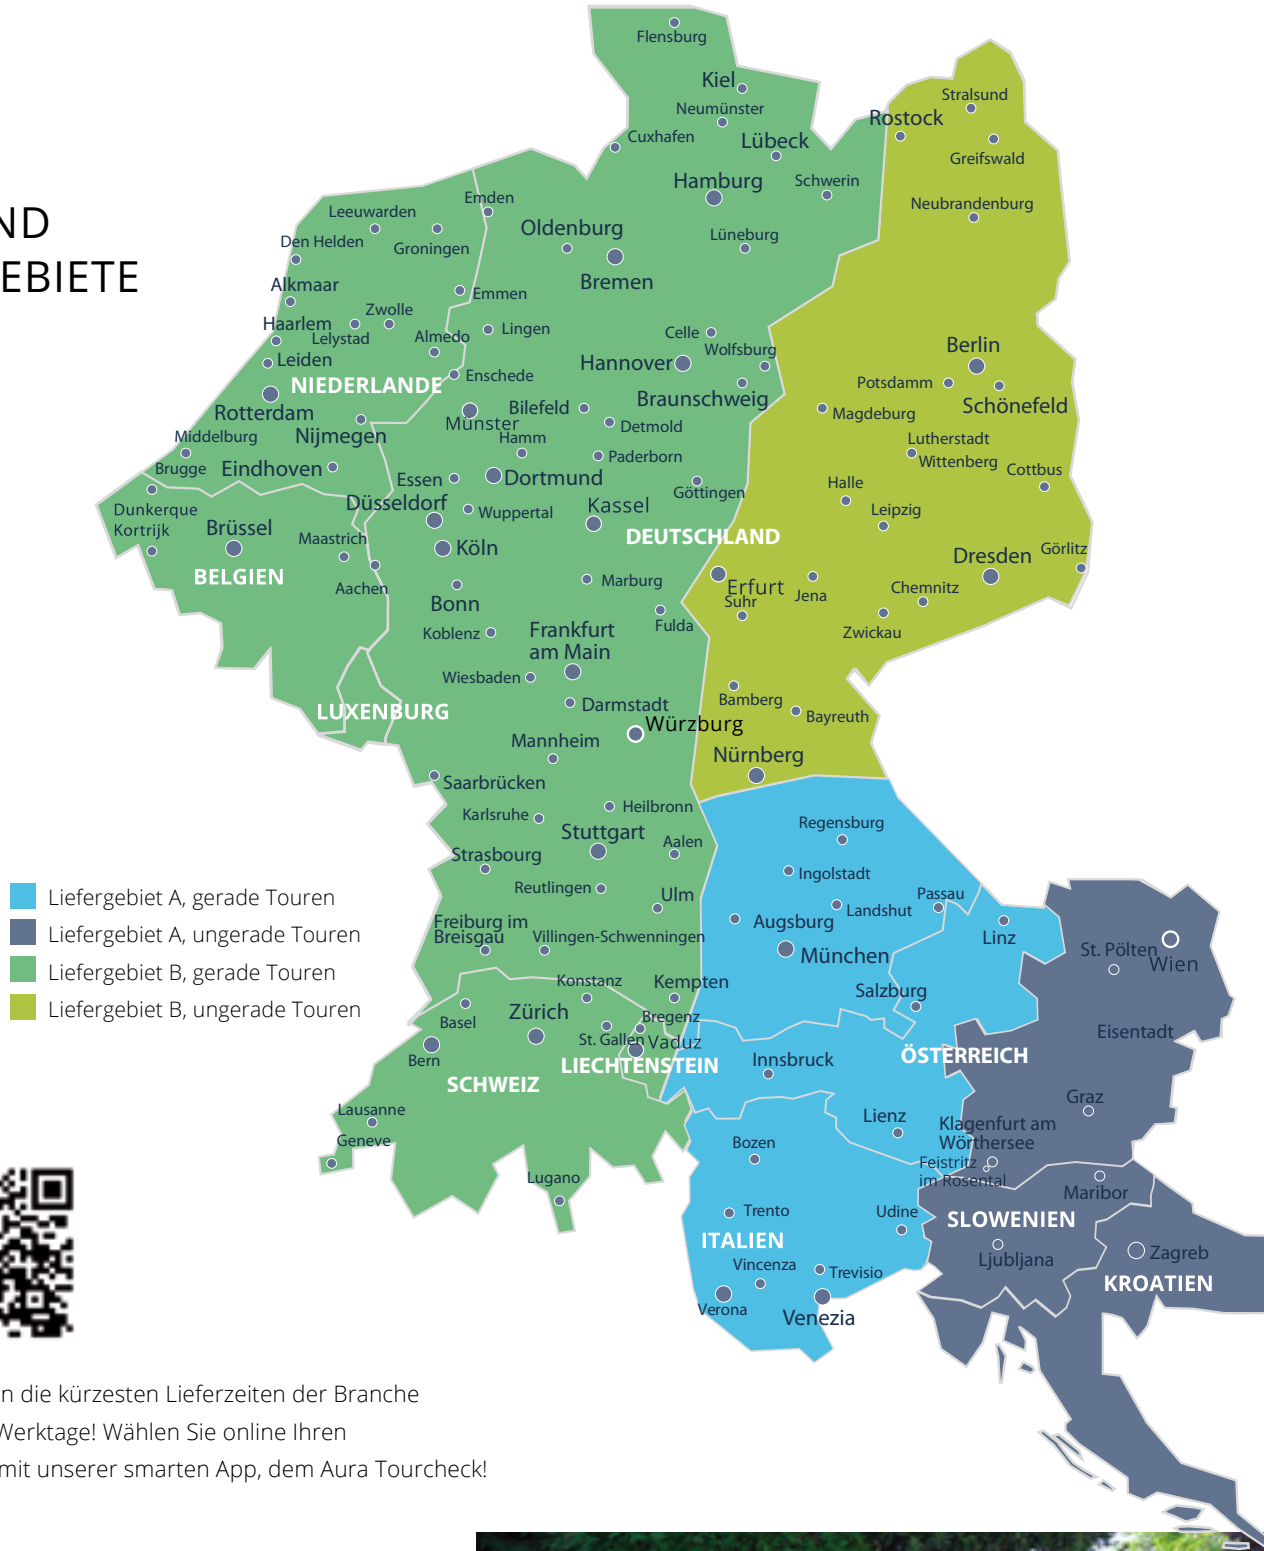 ND
EBIETE
Flensburg
Kiel
Neumünster
Cuxhafen
Lübeck
Hamburg
Schwerin
Rostock
Stralsund
Greifswald
Neubrandenburg
Leeuwarden
Emden
Den Helden
Groningen
Oldenburg
Lüneburg
Bremen
Alkmaar
Emmen
Zwolle
Haarlem
Lelystad
Almedo
Lingen
Celle
Wolfsburg
Leiden
Hannover
NIEDERLANDE
Enschede
Braunschweig
Berlin
Potsdamm
Schönefeld
Magdeburg
Rotterdam
Münster
Bilefeld
Detmold
Middelburg
Nijmegen
Hamm
Lutherstadt
Wittenberg
Brugge
Eindhoven
Paderborn
Cottbus
Essen
Dortmund
Göttingen
Halle
Dunkerque
Düsseldorf
Wuppertal
Kassel
Leipzig
Kortrijk
Brüssel
Maastrich
Köln
DEUTSCHLAND
Dresden
Görlitz
BELGIEN
Aachen
Marburg
Erfurt
Jena
Chemnitz
Bonn
Suhr
Koblenz
Frankfurt
am Main
Fulda
Zwickau
Wiesbaden
Darmstadt
Bamberg
Bayreuth
LUXENBURG
Würzburg
Mannheim
Nürnberg
Saarbrücken
Karlsruhe
Heilbronn
Stuttgart
Aalen
Regensburg
Strasbourg
Ingolstadt
Reutlingen
Ulm
Landshut
Passau
Liefergebiet A, gerade Touren
Liefergebiet A, ungerade Touren
Liefergebiet B, gerade Touren
Liefergebiet B, ungerade Touren
Freiburg im
Breisgau
Villingen-Schwenningen
Augsburg
München
Linz
St. Pölten
Wien
Konstanz
Kempten
Salzburg
Basel
Zürich
Bregenz
St. Gallen
Vaduz
Eisentadt
Bern
LIECHTENSTEIN
Innsbruck
ÖSTERREICH
SCHWEIZ
Graz
Lausanne
Lienz
Klagenfurt am
Wörthersee
Geneve
Bozen
Feistritz
im Rosental
Lugano
Maribor
Trento
Udine
SLOWENIEN
ITALIEN
Ljubljana
Zagreb
Vincenza
Trevisio
KROATIEN
Verona
Venezia
n die kürzesten Lieferzeiten der Branche
Werktage! Wählen Sie online Ihren
mit unserer smarten App, dem Aura Tourcheck!